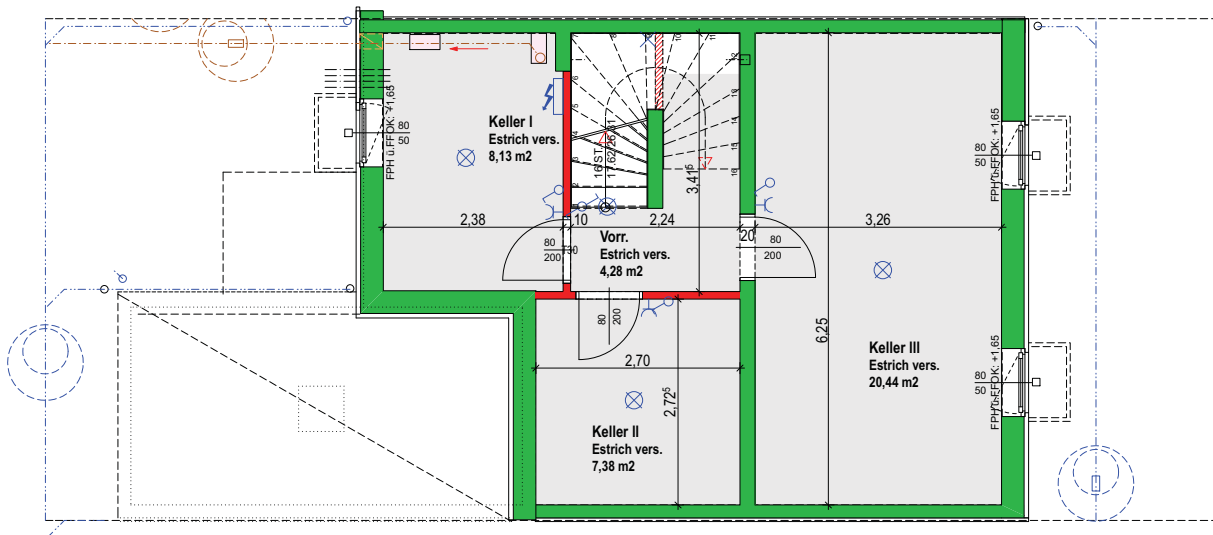 Keller I
Estrich vers.
8,13 m2
80
50
FPH ü.FFOK: +1,65
16 ST.
17,62/26,31
3,41⁵
2,38
10
2,24
20
3,26
Vorr.
Estrich vers.
4,28 m2
80
200
130
80
200
80
200
2,70
2,72⁵
6,25
Keller II
Estrich vers.
7,38 m2
Keller III
Estrich vers.
20,44 m2
80
50
FPH ü.FFOK: +1,65
80
50
FPH ü.FFOK: +1,65